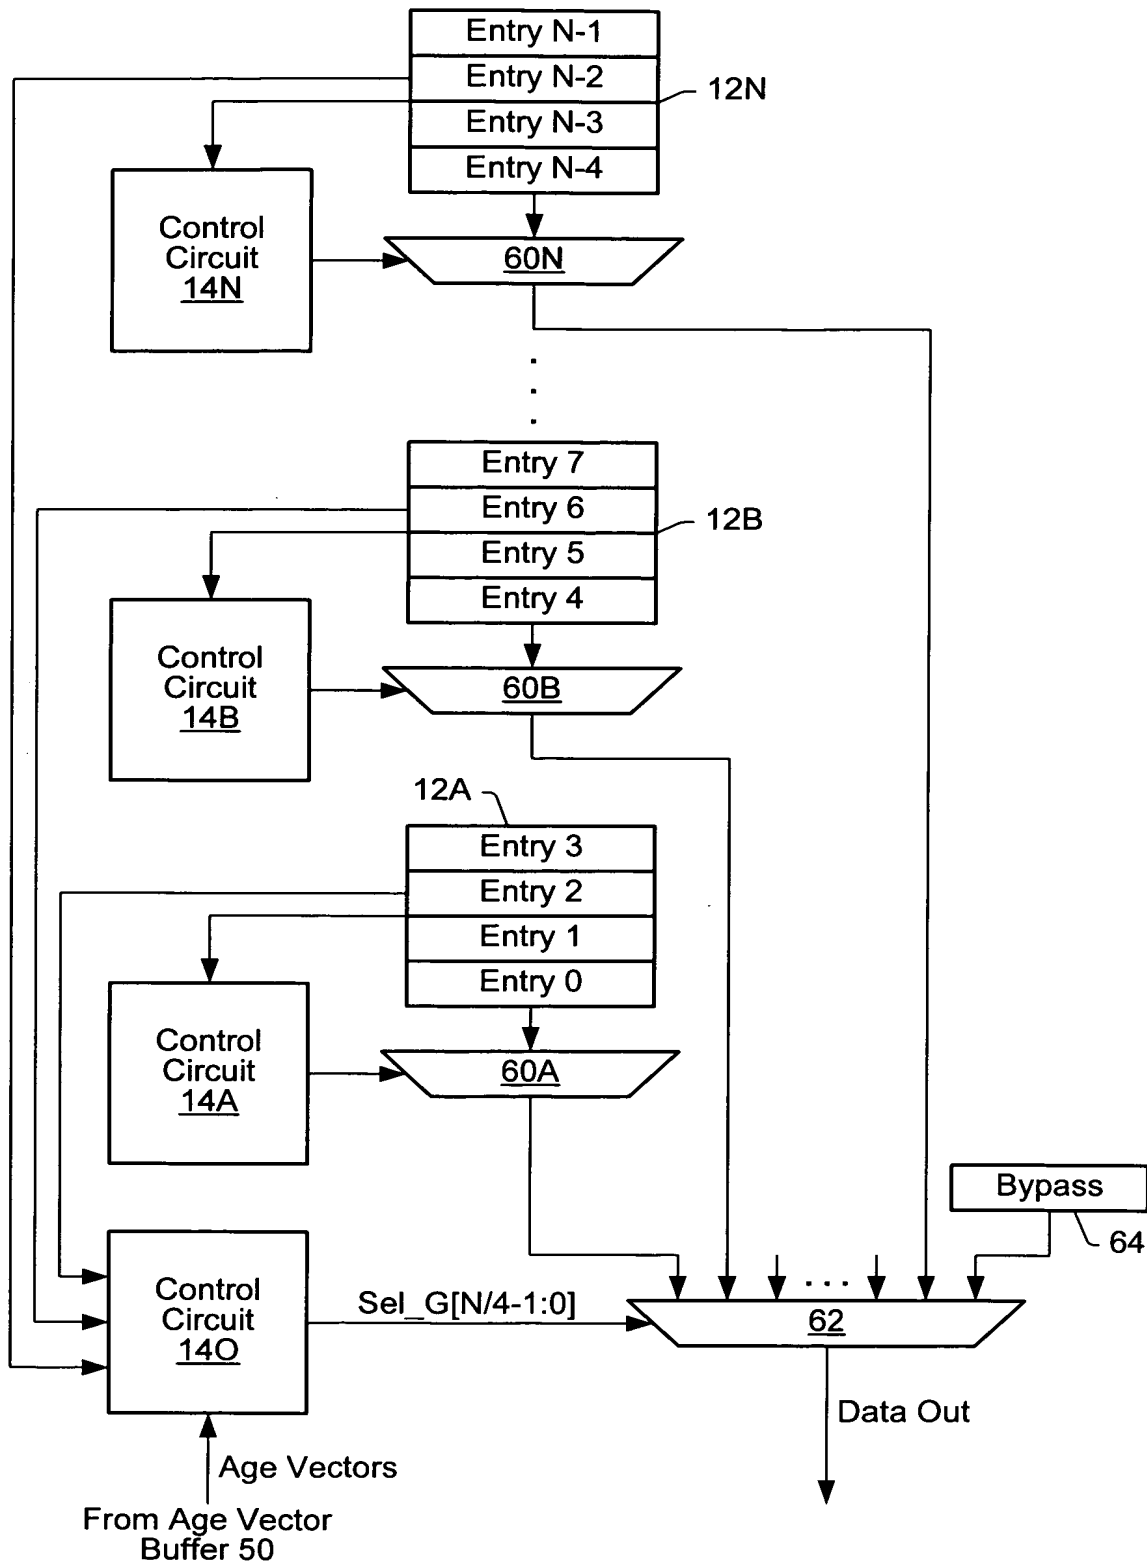 Entry N-1
Entry N-2
12N
Entry N-3
Entry N-4
Control
Circuit
14N
60N
. . .
Entry 7
Entry 6
12B
Entry 5
Entry 4
Control
Circuit
14B
60B
12A
Entry 3
Entry 2
Entry 1
Entry 0
Control
Circuit
14A
60A
Bypass
64
Control
Circuit
14O
Sel_G[N/4-1:0]
. . .
62
Data Out
Age Vectors
From Age Vector
Buffer 50